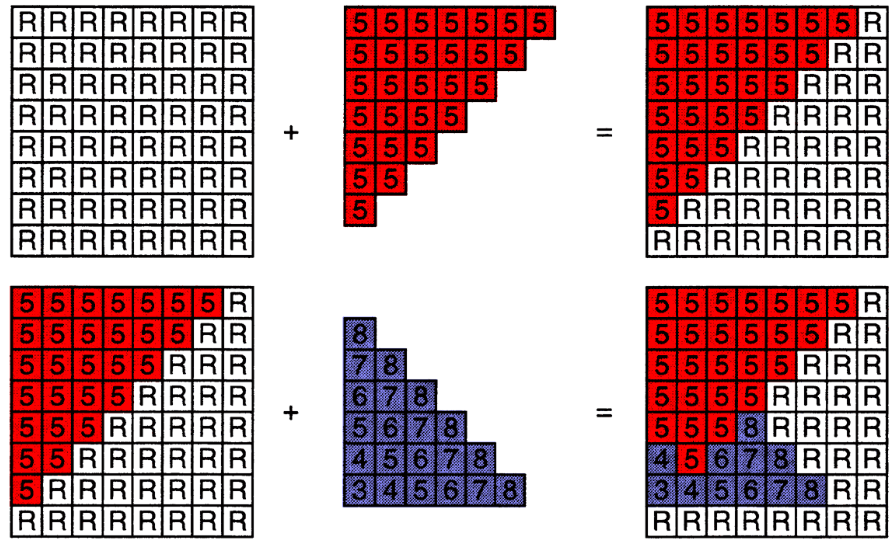 R R R R R R R R 5 5 5 5 5 5 5 5 5 5 5 5 5 5 R
R R R R R R R R 5 5 5 5 5 5 5 5 5 5 5 5 R R
R R R R R R R R 5 5 5 5 5 5 5 5 5 5 R R R
R R R R R R R R 5 5 5 5 5 5 5 5 R R R R
+ =
R R R R R R R R 5 5 5 5 5 5 R R R R R
R R R R R R R R 5 5 5 5 R R R R R R
R R R R R R R R 5 5 R R R R R R R
R R R R R R R R R R R R R R R R
5 5 5 5 5 5 5 R 5 5 5 5 5 5 5 R
5 5 5 5 5 5 R R 8 5 5 5 5 5 5 R R
5 5 5 5 5 R R R 7 8 5 5 5 5 5 R R R
5 5 5 5 R R R R 6 7 8 5 5 5 5 R R R R
+ =
5 5 5 R R R R R 5 6 7 8 5 5 5 8 R R R R
5 5 R R R R R R 4 5 6 7 8 4 5 6 7 8 R R R
5 R R R R R R R 3 4 5 6 7 8 3 4 5 6 7 8 R R
R R R R R R R R R R R R R R R R